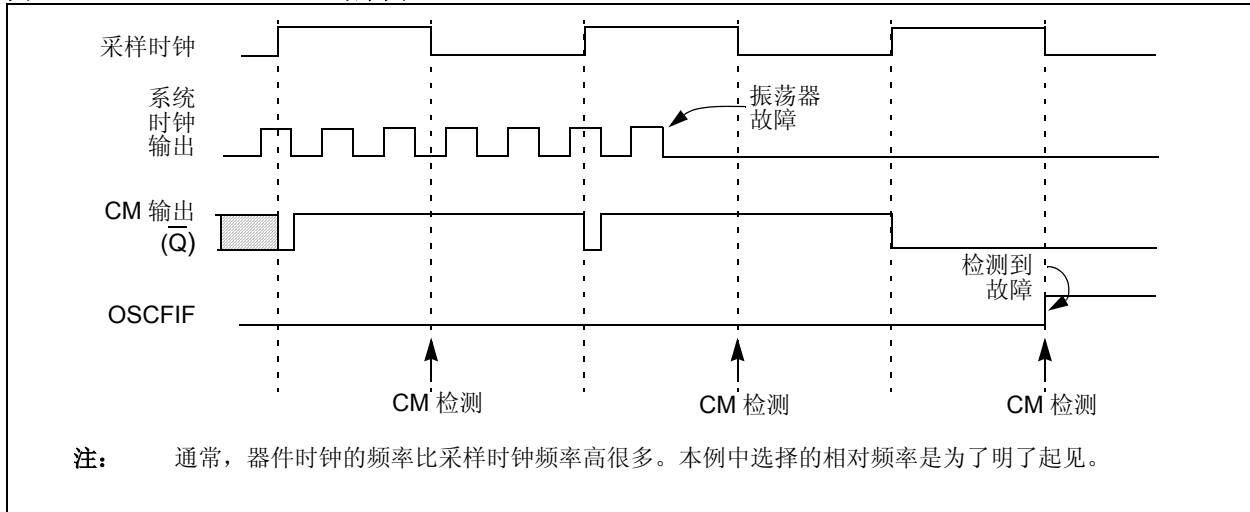 采样时钟
系统
时钟
输出
振荡器
故障
CM 输出
(Q̅)
检测到
故障
OSCFIF
CM 检测
CM 检测
CM 检测
注： 通常，器件时钟的频率比采样时钟频率高很多。本例中选择的相对频率是为了明了起见。